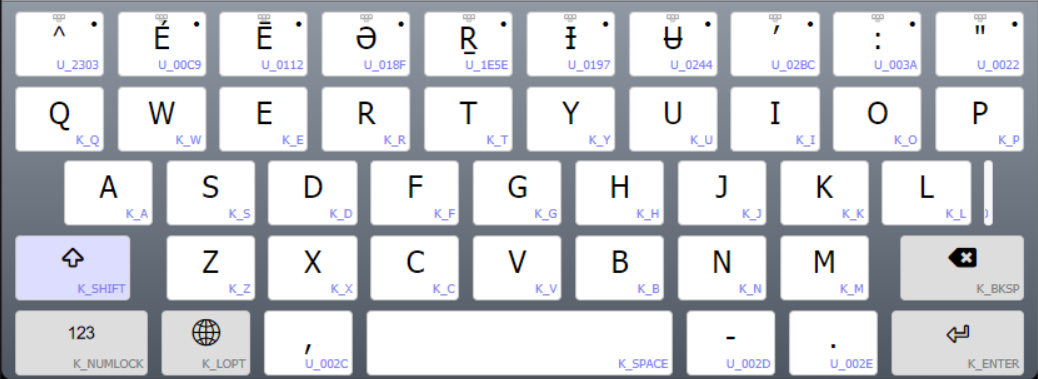 ^ É Ē Ə Ṟ Ɨ Ʉ ʼ : "
U_2303 U_00C9 U_0112 U_018F U_1E5E U_0197 U_0244 U_02BC U_003A U_0022
Q W E R T Y U I O P
K_Q K_W K_E K_R K_T K_Y K_U K_I K_O K_P
A S D F G H J K L
K_A K_S K_D K_F K_G K_H K_J K_K K_L
Z X C V B N M
K_SHIFT K_Z K_X K_C K_V K_B K_N K_M K_BKSP
123 , - .
K_NUMLOCK K_LOPT U_002C K_SPACE U_002D U_002E K_ENTER